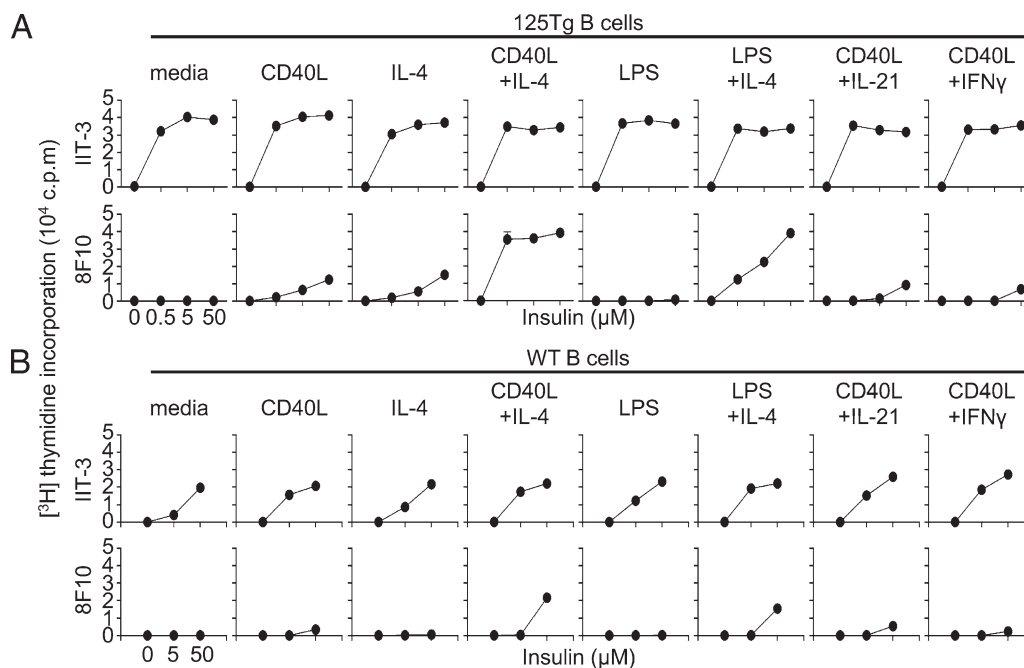 A
125Tg B cells
media CD40L IL-4 CD40L +IL-4 LPS LPS +IL-4 CD40L +IL-21 CD40L +IFNγ
[³H] thymidine incorporation (10⁴ c.p.m)
IIT-3
5
4
3
2
1
0
8F10
5
4
3
2
1
0
0 0.5 5 50
Insulin (µM)
B
WT B cells
media CD40L IL-4 CD40L +IL-4 LPS LPS +IL-4 CD40L +IL-21 CD40L +IFNγ
IIT-3
5
4
3
2
1
0
8F10
5
4
3
2
1
0
0 5 50
Insulin (µM)